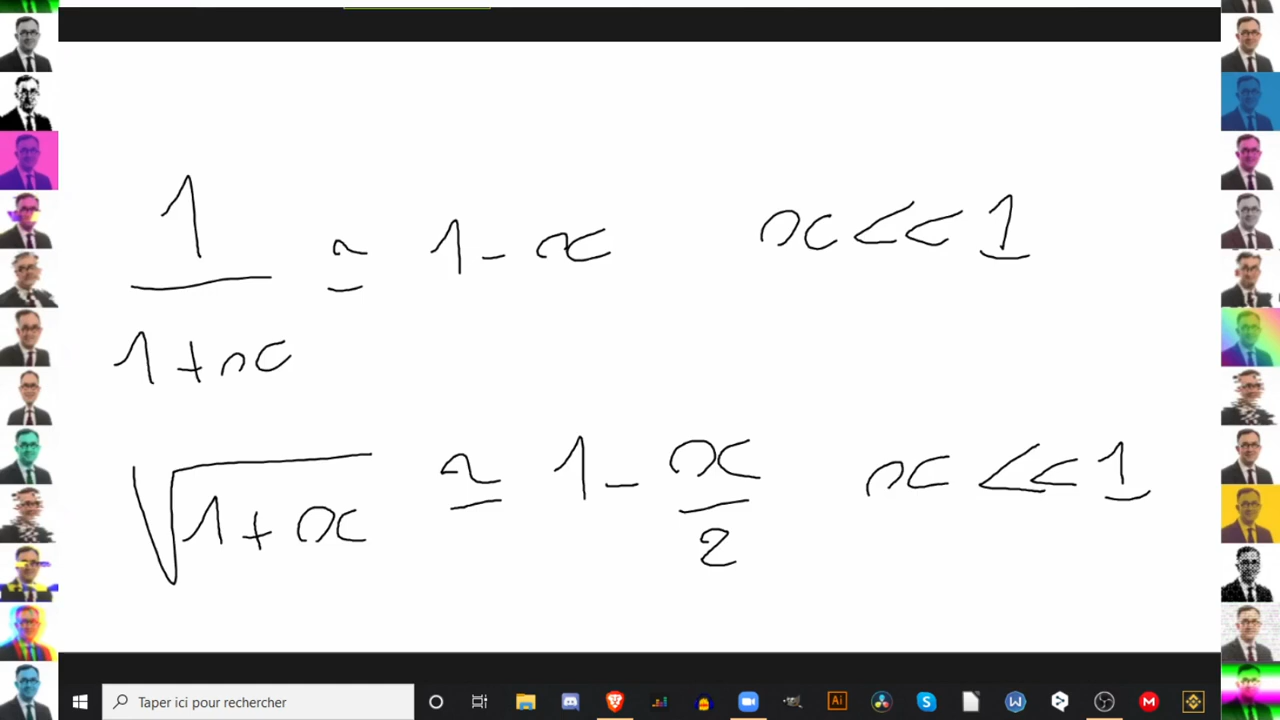 1/(1+x) ≃ 1-x x<<1
√(1+x) ≃ 1-x/2 x<<1
Taper ici pour rechercher